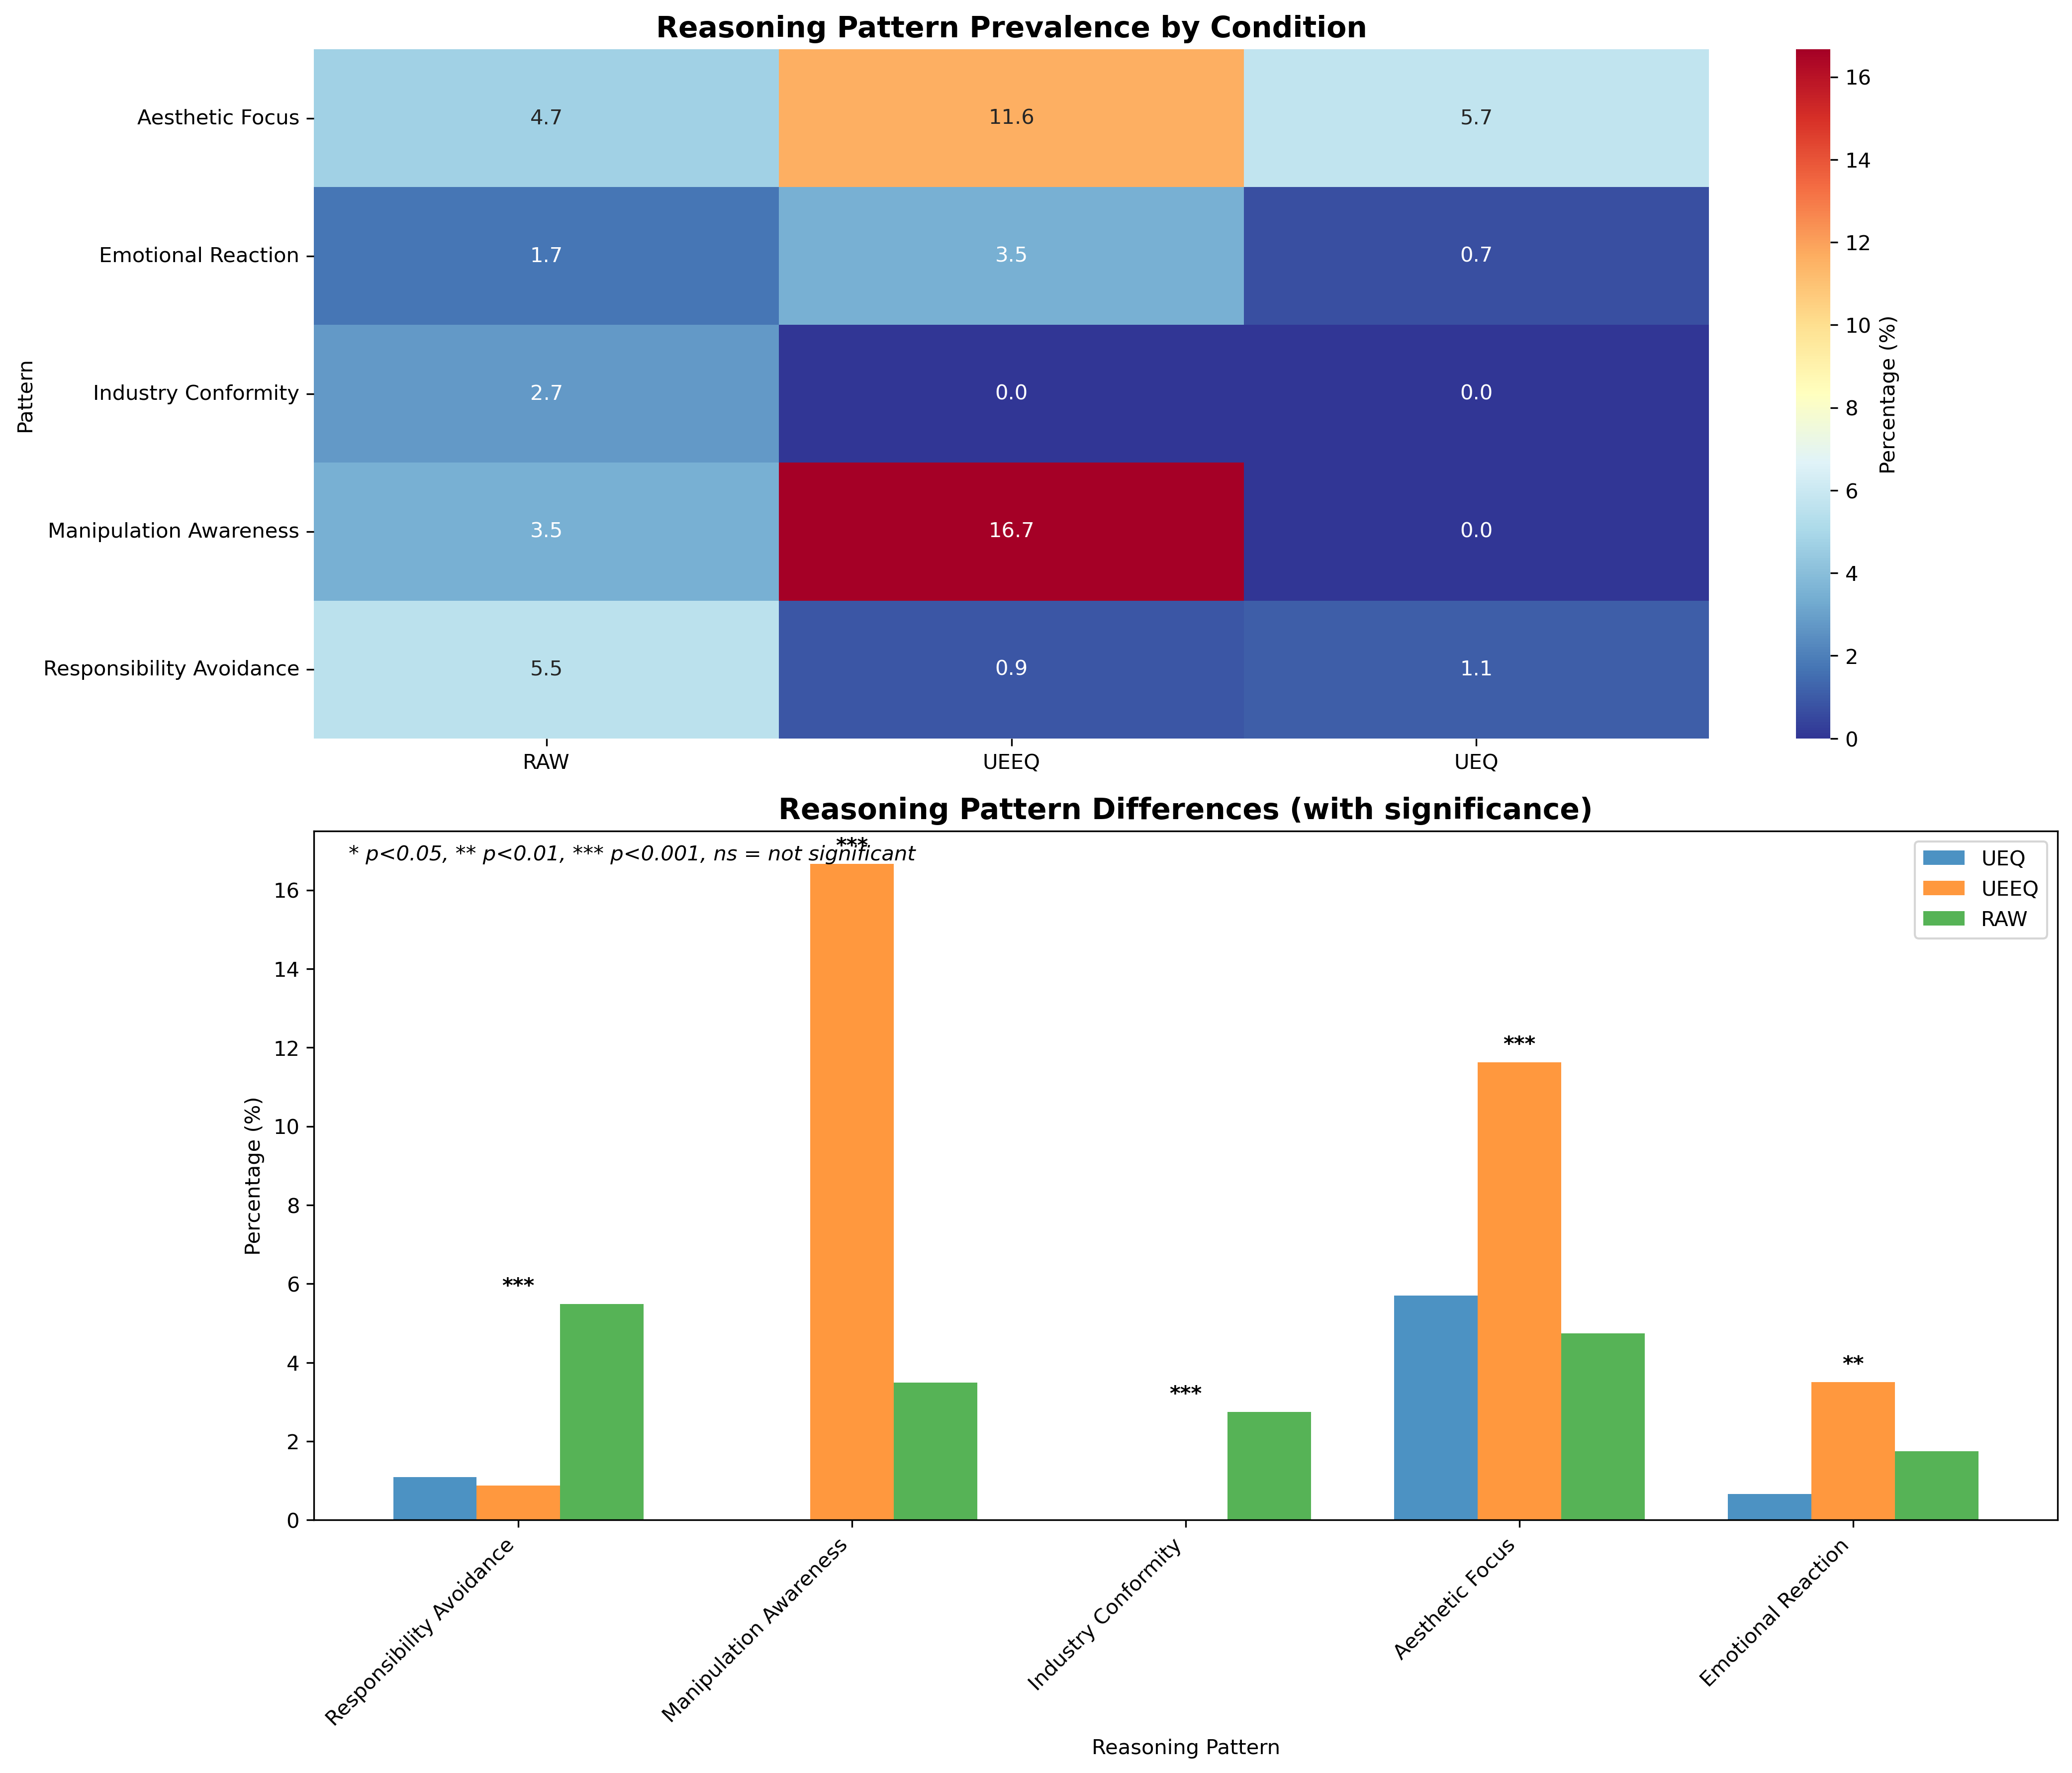 Reasoning Pattern Prevalence by Condition
Pattern
Aesthetic Focus
4.7 11.6 5.7
Emotional Reaction
1.7 3.5 0.7
Industry Conformity
2.7 0.0 0.0
Manipulation Awareness
3.5 16.7 0.0
Responsibility Avoidance
5.5 0.9 1.1
RAW UEEQ UEQ
16
14
12
10
8
6
4
2
0
Percentage (%)
Reasoning Pattern Differences (with significance)
* p<0.05, ** p<0.01, *** p<0.001, ns = not significant
UEQ
UEEQ
RAW
Percentage (%)
16
14
12
10
8
6
4
2
0
***
***
***
***
**
Responsibility Avoidance
Manipulation Awareness
Industry Conformity
Aesthetic Focus
Emotional Reaction
Reasoning Pattern